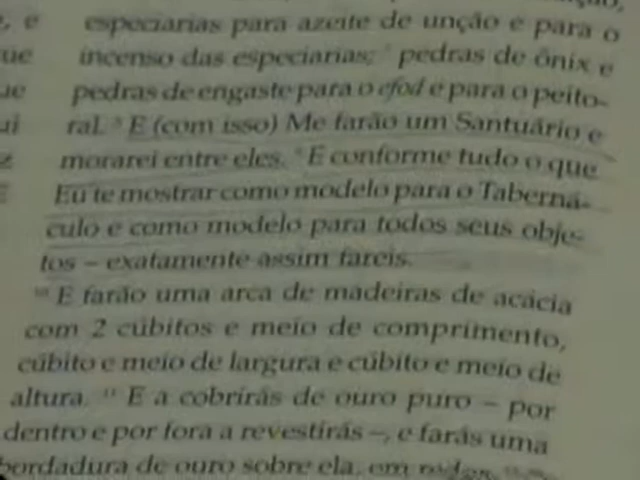 e
especiarias para azeite de unção e para o
incenso das especiarias; pedras de ônix e
pedras de engaste para o efod e para o peito-
ral. E (com isso) Me farão um Santuário e
morarei entre eles. E conforme tudo o que
Eu te mostrar como modelo para o Taberná-
culo e como modelo para todos seus obje-
tos – exatamente assim fareis.
10 E farão uma arca de madeiras de acácia
com 2 cúbitos e meio de comprimento,
cúbito e meio de largura e cúbito e meio de
altura. 11 E a cobrirás de ouro puro – por
dentro e por fora a revestirás –, e farás uma
bordadura de ouro sobre ela, em